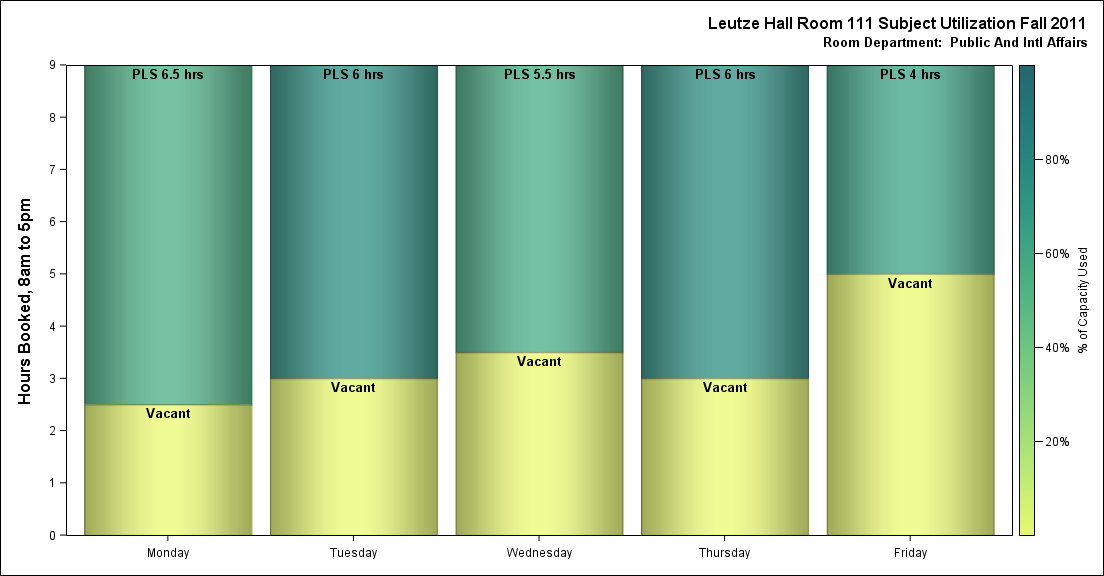 Leutze Hall Room 111 Subject Utilization Fall 2011
Room Department:  Public And Intl Affairs
Hours Booked, 8am to 5pm
9
8
7
6
5
4
3
2
1
0
PLS 6.5 hrs
PLS 6 hrs
PLS 5.5 hrs
PLS 6 hrs
PLS 4 hrs
Vacant
Vacant
Vacant
Vacant
Vacant
Monday
Tuesday
Wednesday
Thursday
Friday
80%
60%
40%
20%
% of Capacity Used